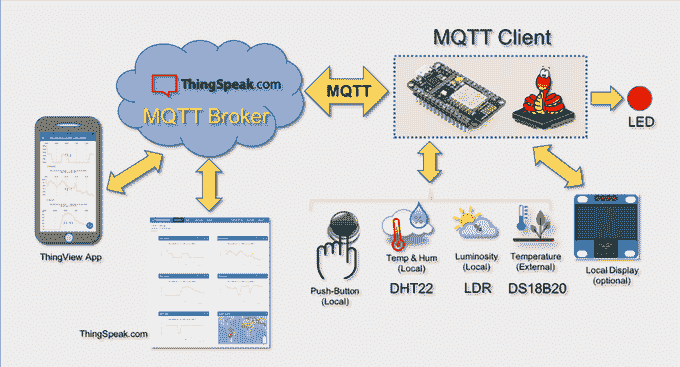 MQTT Client
ThingSpeak.com
MQTT Broker
MQTT
LED
ThingView App
Push-Button
(Local)
Temp & Hum
(Local)
DHT22
Luminosity
(Local)
LDR
Temperature
(External)
DS18B20
Local Display
(optional)
ThingSpeak.com